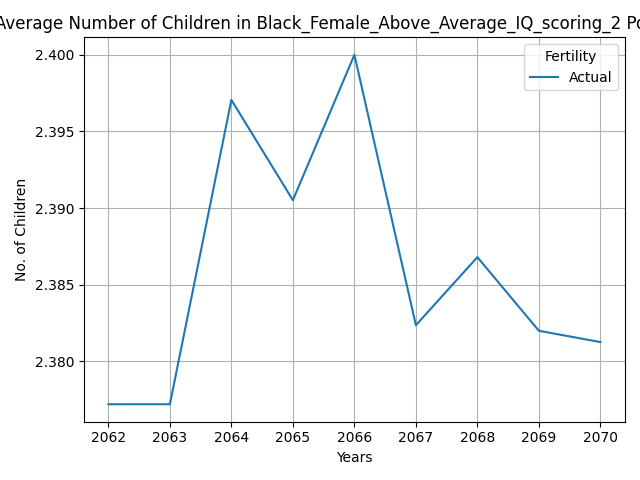 Average Number of Children in Black_Female_Above_Average_IQ_scoring_2 Po
Fertility
Actual
2.400
2.395
2.390
2.385
2.380
No. of Children
2062 2063 2064 2065 2066 2067 2068 2069 2070
Years